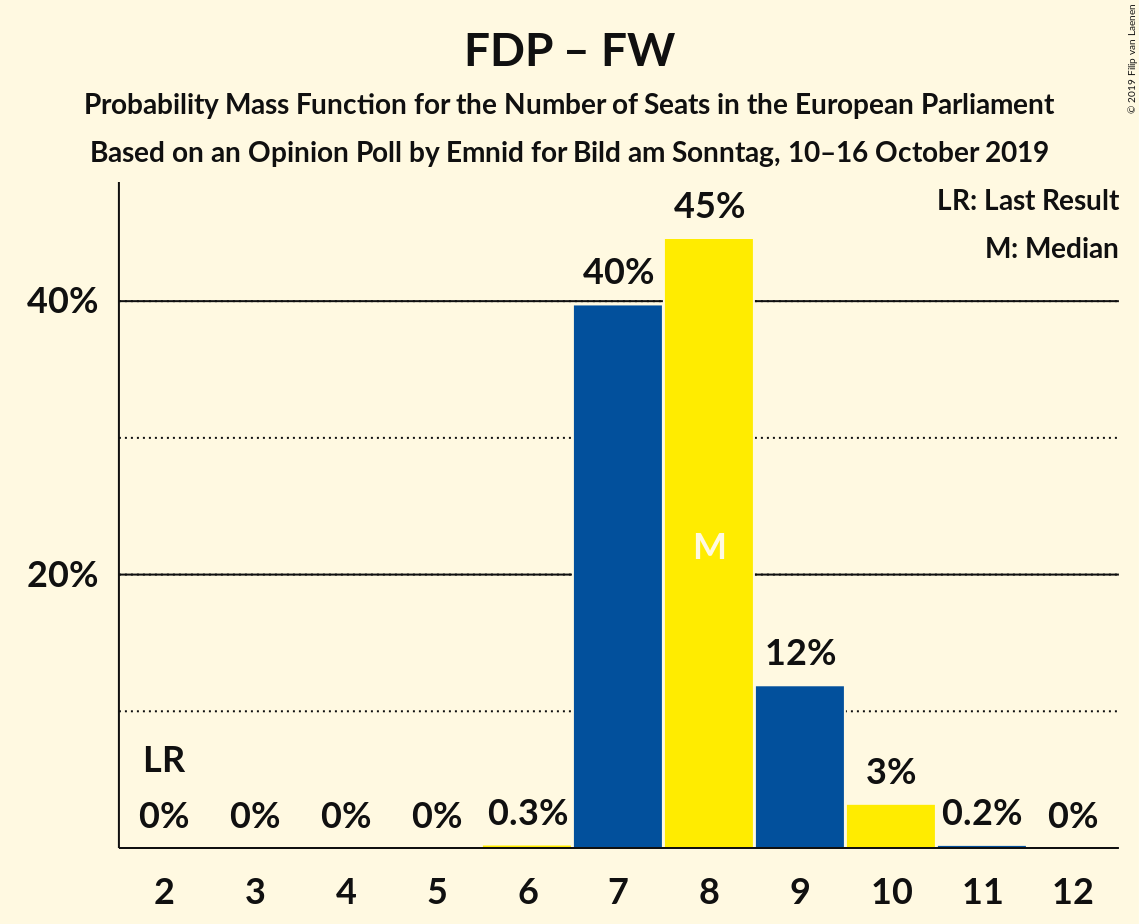 FDP – FW
Probability Mass Function for the Number of Seats in the European Parliament
Based on an Opinion Poll by Emnid for Bild am Sonntag, 10–16 October 2019
© 2019 Filip van Laenen
LR: Last Result
M: Median
45%
40%
40%
M
20%
12%
LR
3%
0% 0% 0% 0% 0.3% 0.2% 0%
2 3 4 5 6 7 8 9 10 11 12